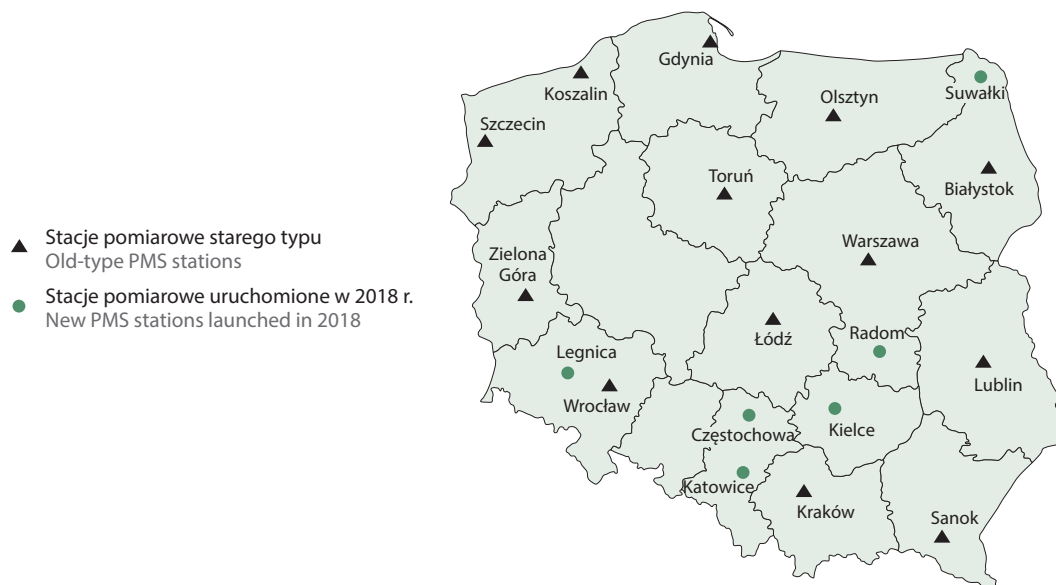 Gdynia
Koszalin
Suwałki
Olsztyn
Szczecin
Toruń
Białystok
Stacje pomiarowe starego typu
Old-type PMS stations
Warszawa
Zielona
Góra
Stacje pomiarowe uruchomione w 2018 r.
New PMS stations launched in 2018
Łódź
Radom
Legnica
Lublin
Wrocław
Częstochowa
Kielce
Katowice
Kraków
Sanok